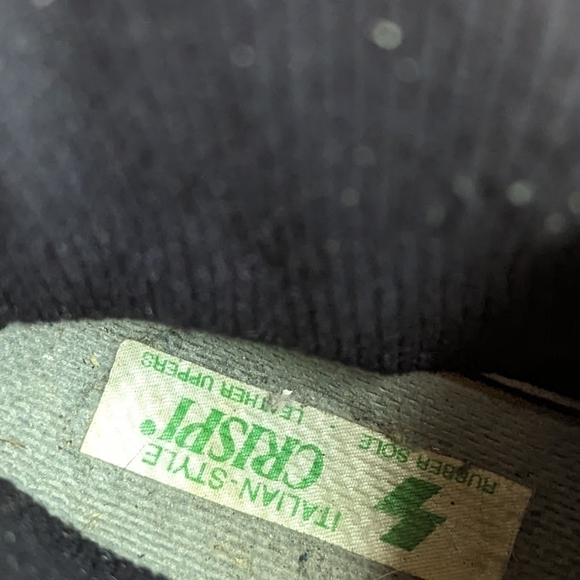 ITALIAN-STYLE
CRISPI®
LEATHER UPPERS · RUBBER SOLE